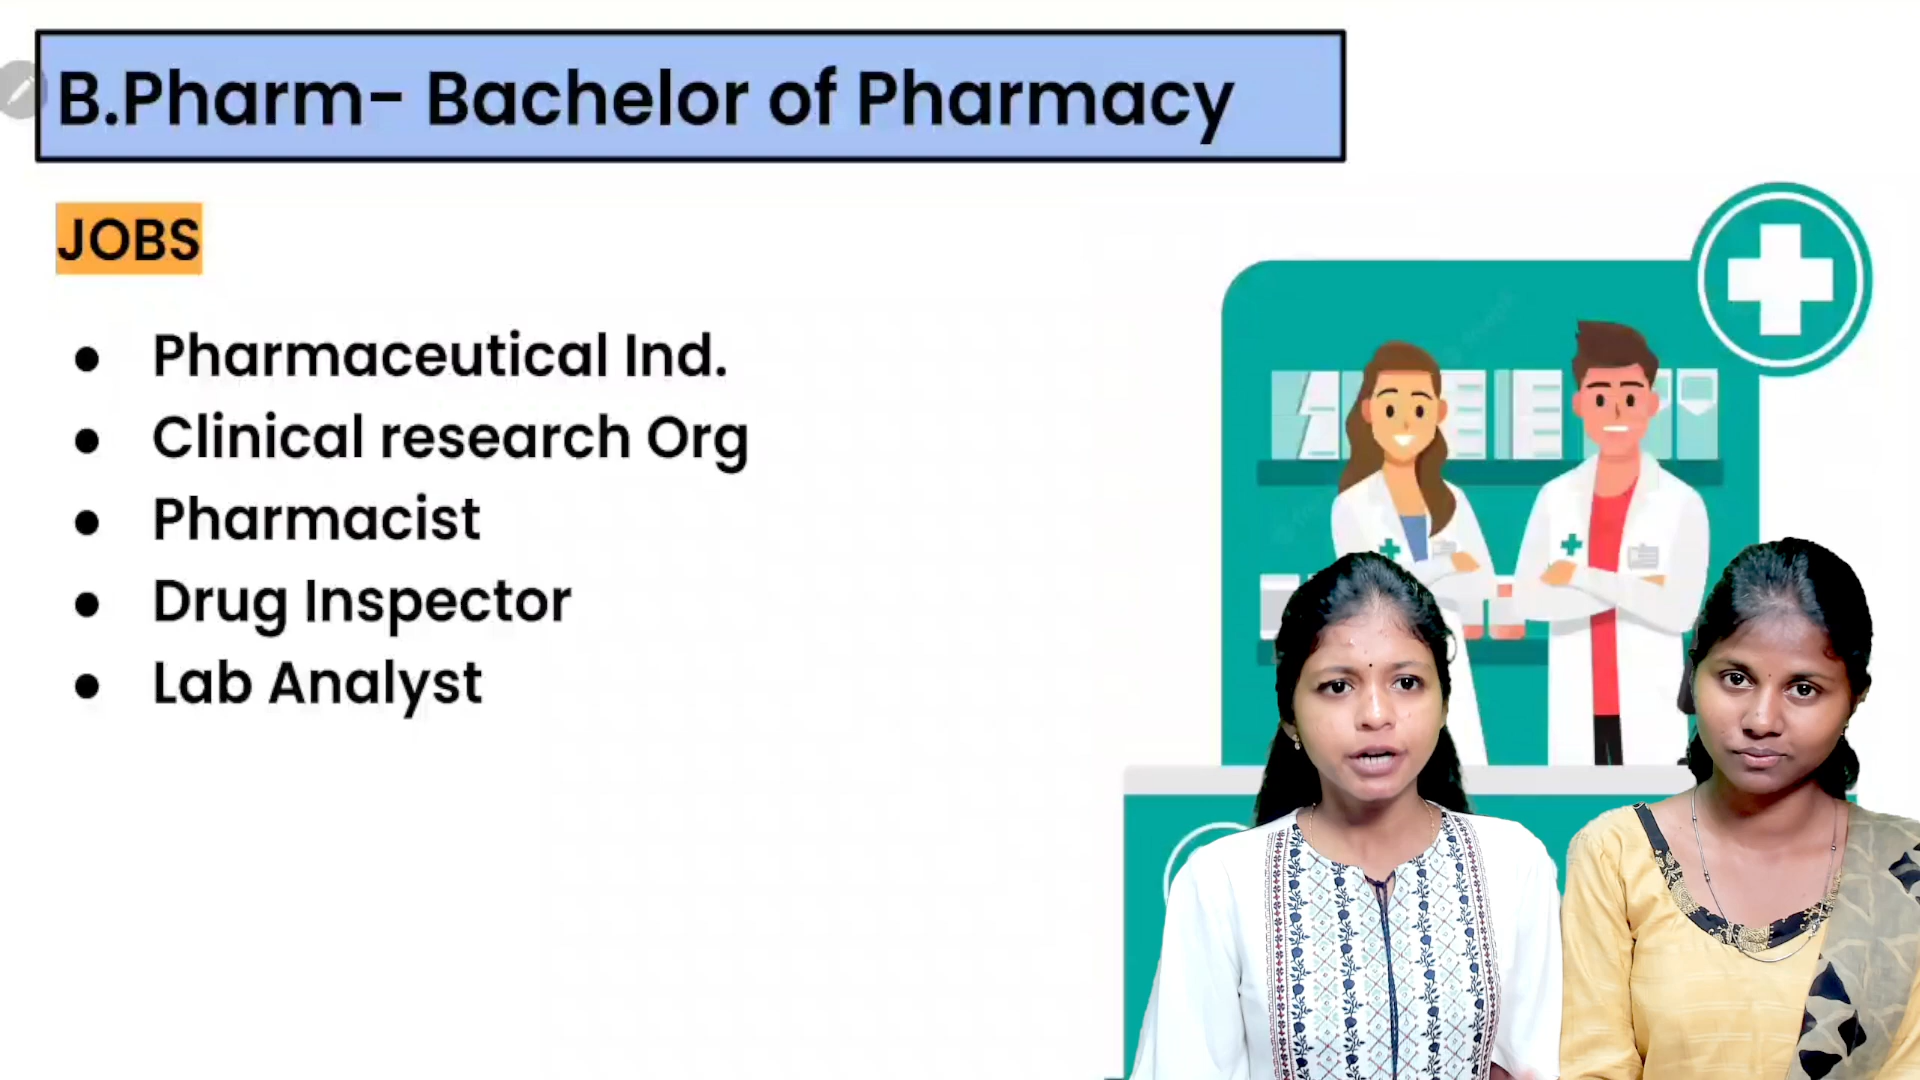 B.Pharm- Bachelor of Pharmacy
JOBS
● Pharmaceutical Ind.
● Clinical research Org
● Pharmacist
● Drug Inspector
● Lab Analyst